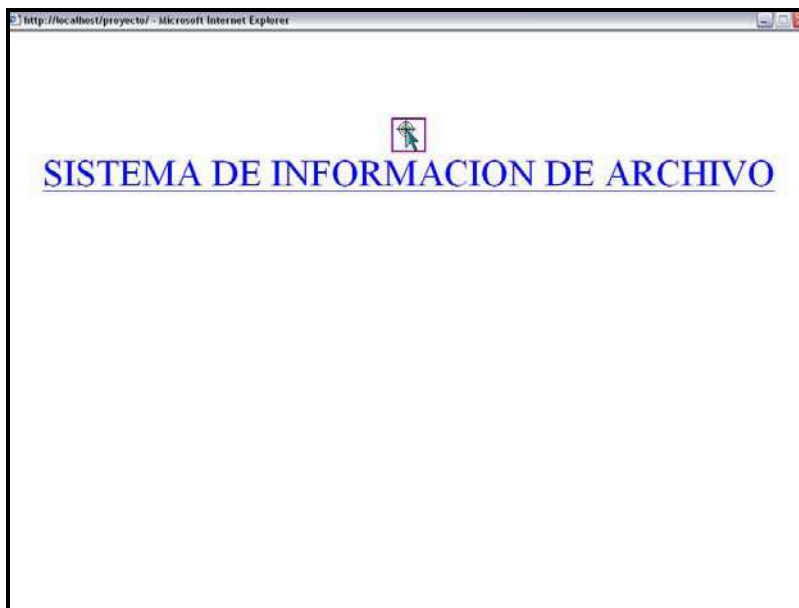 http://localhost/proyecto/ - Microsoft Internet Explorer
SISTEMA DE INFORMACION DE ARCHIVO